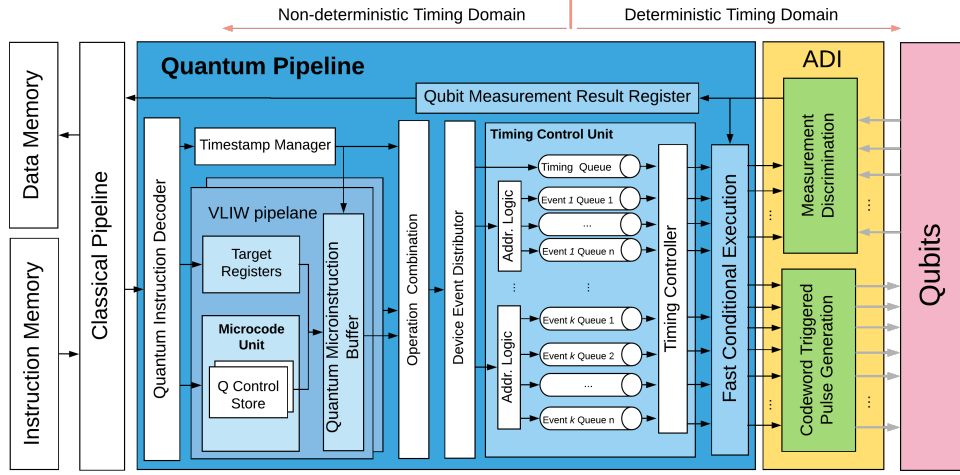 Non-deterministic Timing Domain
Deterministic Timing Domain
Data Memory
Instruction Memory
Classical Pipeline
Quantum Pipeline
Qubit Measurement Result Register
Quantum Instruction Decoder
Timestamp Manager
VLIW pipelane
Target
Registers
Microcode
Unit
Q Control
Store
Quantum Microinstruction
Buffer
Operation Combination
Device Event Distributor
Timing Control Unit
Timing Queue
Addr. Logic
Event 1 Queue 1
...
Event 1 Queue n
... ...
Addr. Logic
Event k Queue 1
Event k Queue 2
...
Event k Queue n
Timing Controller
Fast Conditional Execution
...
...
ADI
Measurement
Discrimination
Codeword Triggered
Pulse Generation
...
...
Qubits